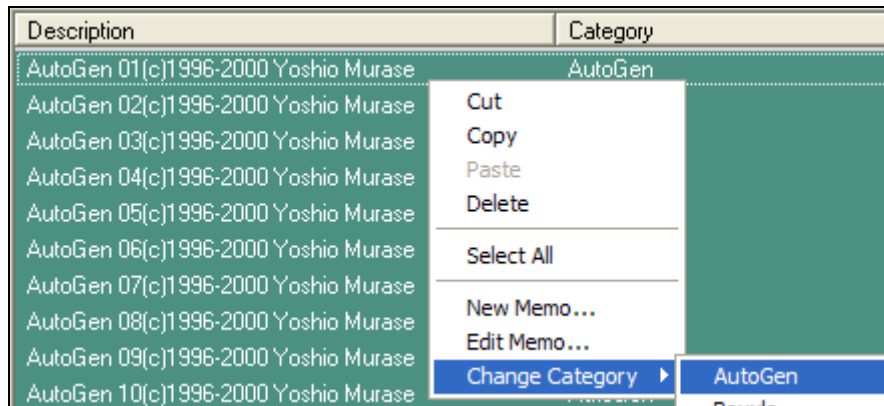 Description Category
AutoGen 01(c)1996-2000 Yoshio Murase AutoGen
AutoGen 02(c)1996-2000 Yoshio Murase
AutoGen 03(c)1996-2000 Yoshio Murase
AutoGen 04(c)1996-2000 Yoshio Murase
AutoGen 05(c)1996-2000 Yoshio Murase
AutoGen 06(c)1996-2000 Yoshio Murase
AutoGen 07(c)1996-2000 Yoshio Murase
AutoGen 08(c)1996-2000 Yoshio Murase
AutoGen 09(c)1996-2000 Yoshio Murase
AutoGen 10(c)1996-2000 Yoshio Murase
Cut
Copy
Paste
Delete
Select All
New Memo...
Edit Memo...
Change Category
AutoGen